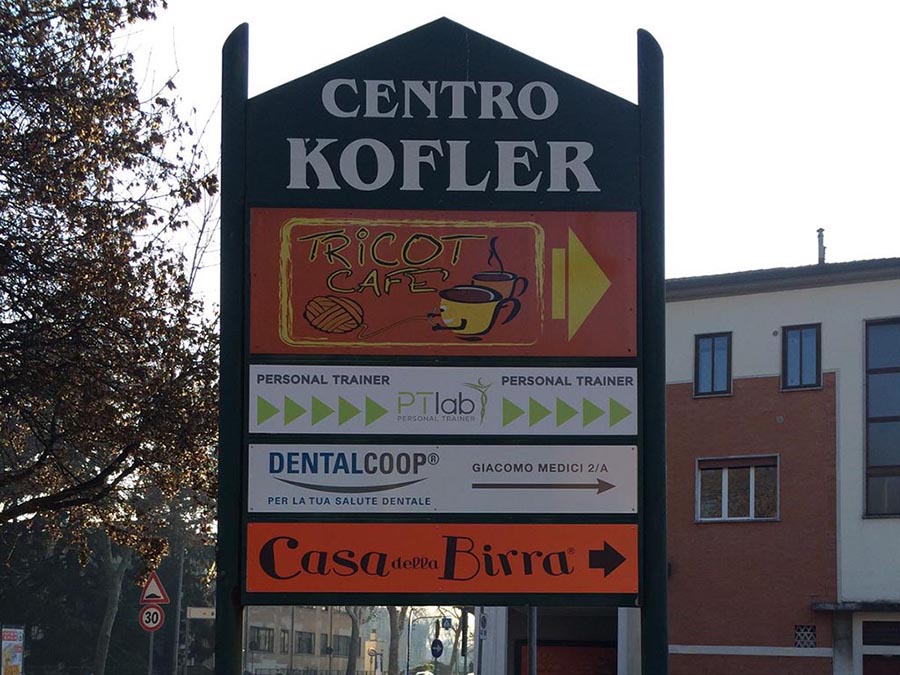 CENTRO
KOFLER
TRICOT
CAFE'
PERSONAL TRAINER
PTlab
PERSONAL TRAINER
PERSONAL TRAINER
DENTALCOOP®
PER LA TUA SALUTE DENTALE
GIACOMO MEDICI 2/A
Casa della Birra®
30